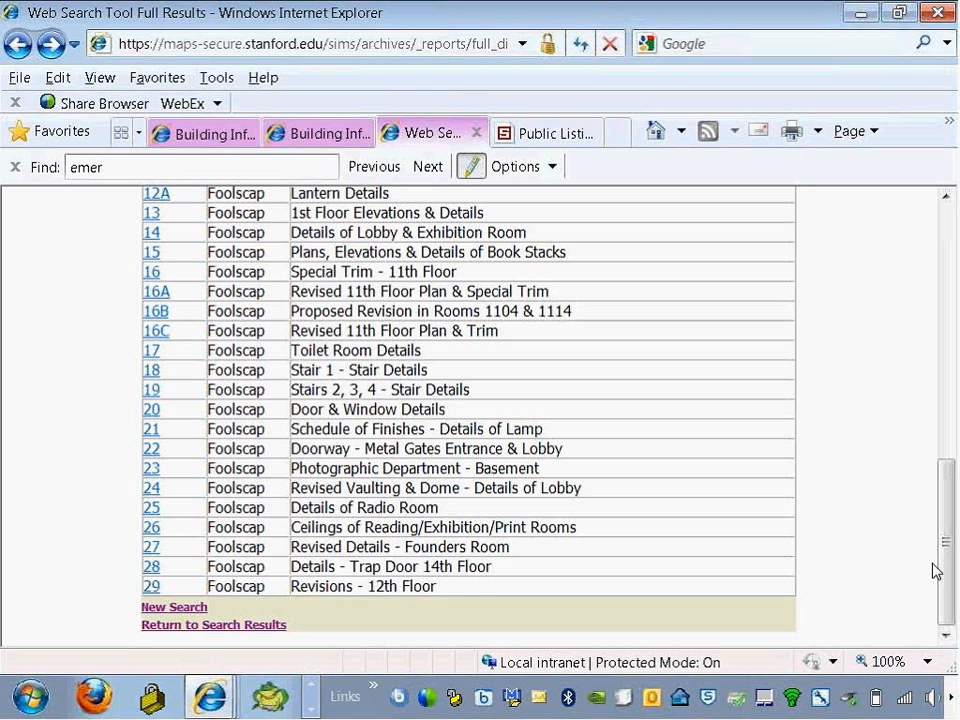 Web Search Tool Full Results - Windows Internet Explorer
https://maps-secure.stanford.edu/sims/archives/_reports/full_di
Google
File Edit View Favorites Tools Help
x Share Browser WebEx
Favorites Building Inf... Building Inf... Web Se... x Public Listi... Page
x Find: emer Previous Next Options
12A Foolscap Lantern Details
13 Foolscap 1st Floor Elevations & Details
14 Foolscap Details of Lobby & Exhibition Room
15 Foolscap Plans, Elevations & Details of Book Stacks
16 Foolscap Special Trim - 11th Floor
16A Foolscap Revised 11th Floor Plan & Special Trim
16B Foolscap Proposed Revision in Rooms 1104 & 1114
16C Foolscap Revised 11th Floor Plan & Trim
17 Foolscap Toilet Room Details
18 Foolscap Stair 1 - Stair Details
19 Foolscap Stairs 2, 3, 4 - Stair Details
20 Foolscap Door & Window Details
21 Foolscap Schedule of Finishes - Details of Lamp
22 Foolscap Doorway - Metal Gates Entrance & Lobby
23 Foolscap Photographic Department - Basement
24 Foolscap Revised Vaulting & Dome - Details of Lobby
25 Foolscap Details of Radio Room
26 Foolscap Ceilings of Reading/Exhibition/Print Rooms
27 Foolscap Revised Details - Founders Room
28 Foolscap Details - Trap Door 14th Floor
29 Foolscap Revisions - 12th Floor
New Search
Return to Search Results
Local intranet | Protected Mode: On 100%
Links